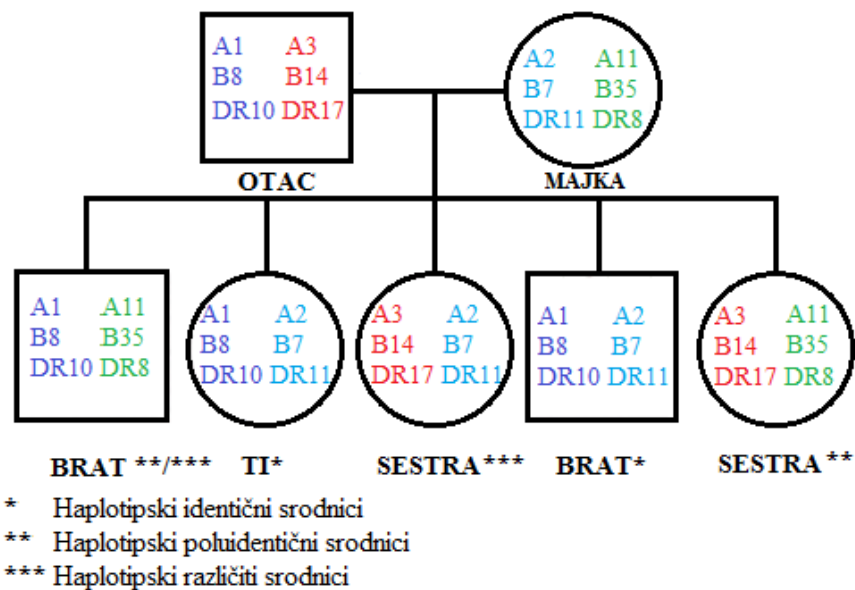 A1 A3
B8 B14
DR10 DR17
OTAC
A2 A11
B7 B35
DR11 DR8
MAJKA
A1 A11
B8 B35
DR10 DR8
BRAT **/***
A1 A2
B8 B7
DR10 DR11
TI*
A3 A2
B14 B7
DR17 DR11
SESTRA***
A1 A2
B8 B7
DR10 DR11
BRAT*
A3 A11
B14 B35
DR17 DR8
SESTRA **
* Haplotipski identični srodnici
** Haplotipski poluidentični srodnici
*** Haplotipski različiti srodnici